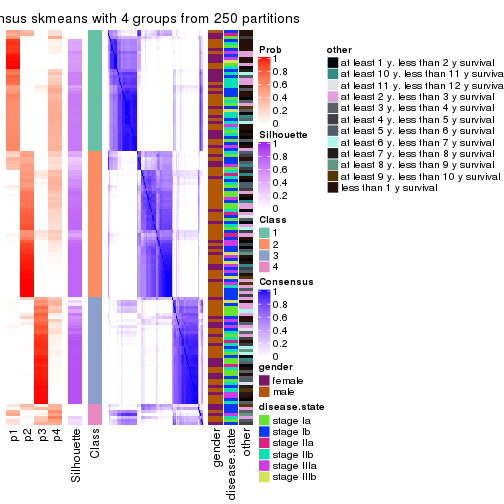 nsus skmeans with 4 groups from 250 partitions
Prob
1
0.8
0.6
0.4
0.2
0
Silhouette
1
0.8
0.6
0.4
0.2
0
Class
1
2
3
4
Consensus
1
0.8
0.6
0.4
0.2
0
gender
female
male
disease.state
stage Ia
stage Ib
stage IIa
stage IIb
stage IIIa
stage IIIb
other
at least 1 y. less than 2 y survival
at least 10 y. less than 11 y surviva
at least 11 y. less than 12 y surviva
at least 2 y. less than 3 y survival
at least 3 y. less than 4 y survival
at least 4 y. less than 5 y survival
at least 5 y. less than 6 y survival
at least 6 y. less than 7 y survival
at least 7 y. less than 8 y survival
at least 8 y. less than 9 y survival
at least 9 y. less than 10 y survival
less than 1 y survival
p1
p2
p3
p4
Silhouette
Class
gender
disease.state
other